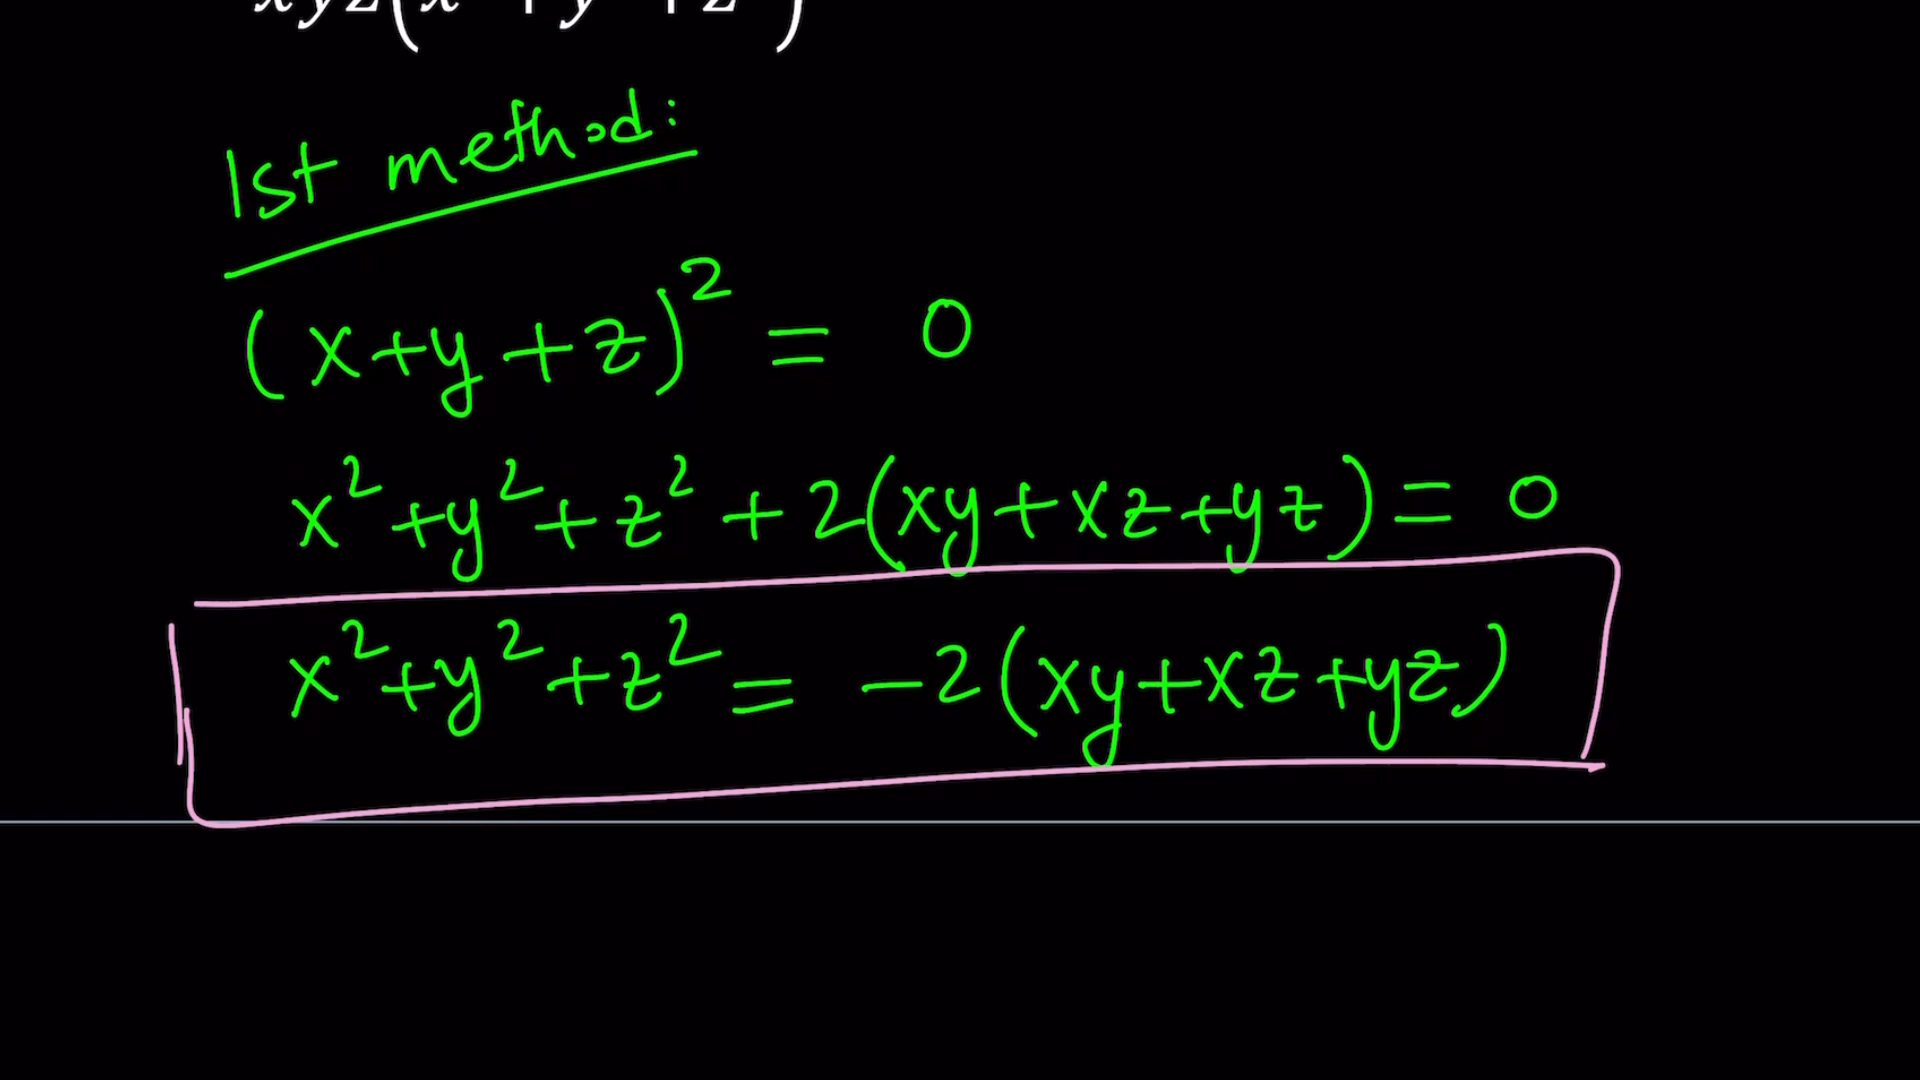 xyz(x + y + z)
1st method:
(x+y+z)² = 0
x²+y²+z²+2(xy+xz+yz)= 0
x²+y²+z² = -2(xy+xz+yz)